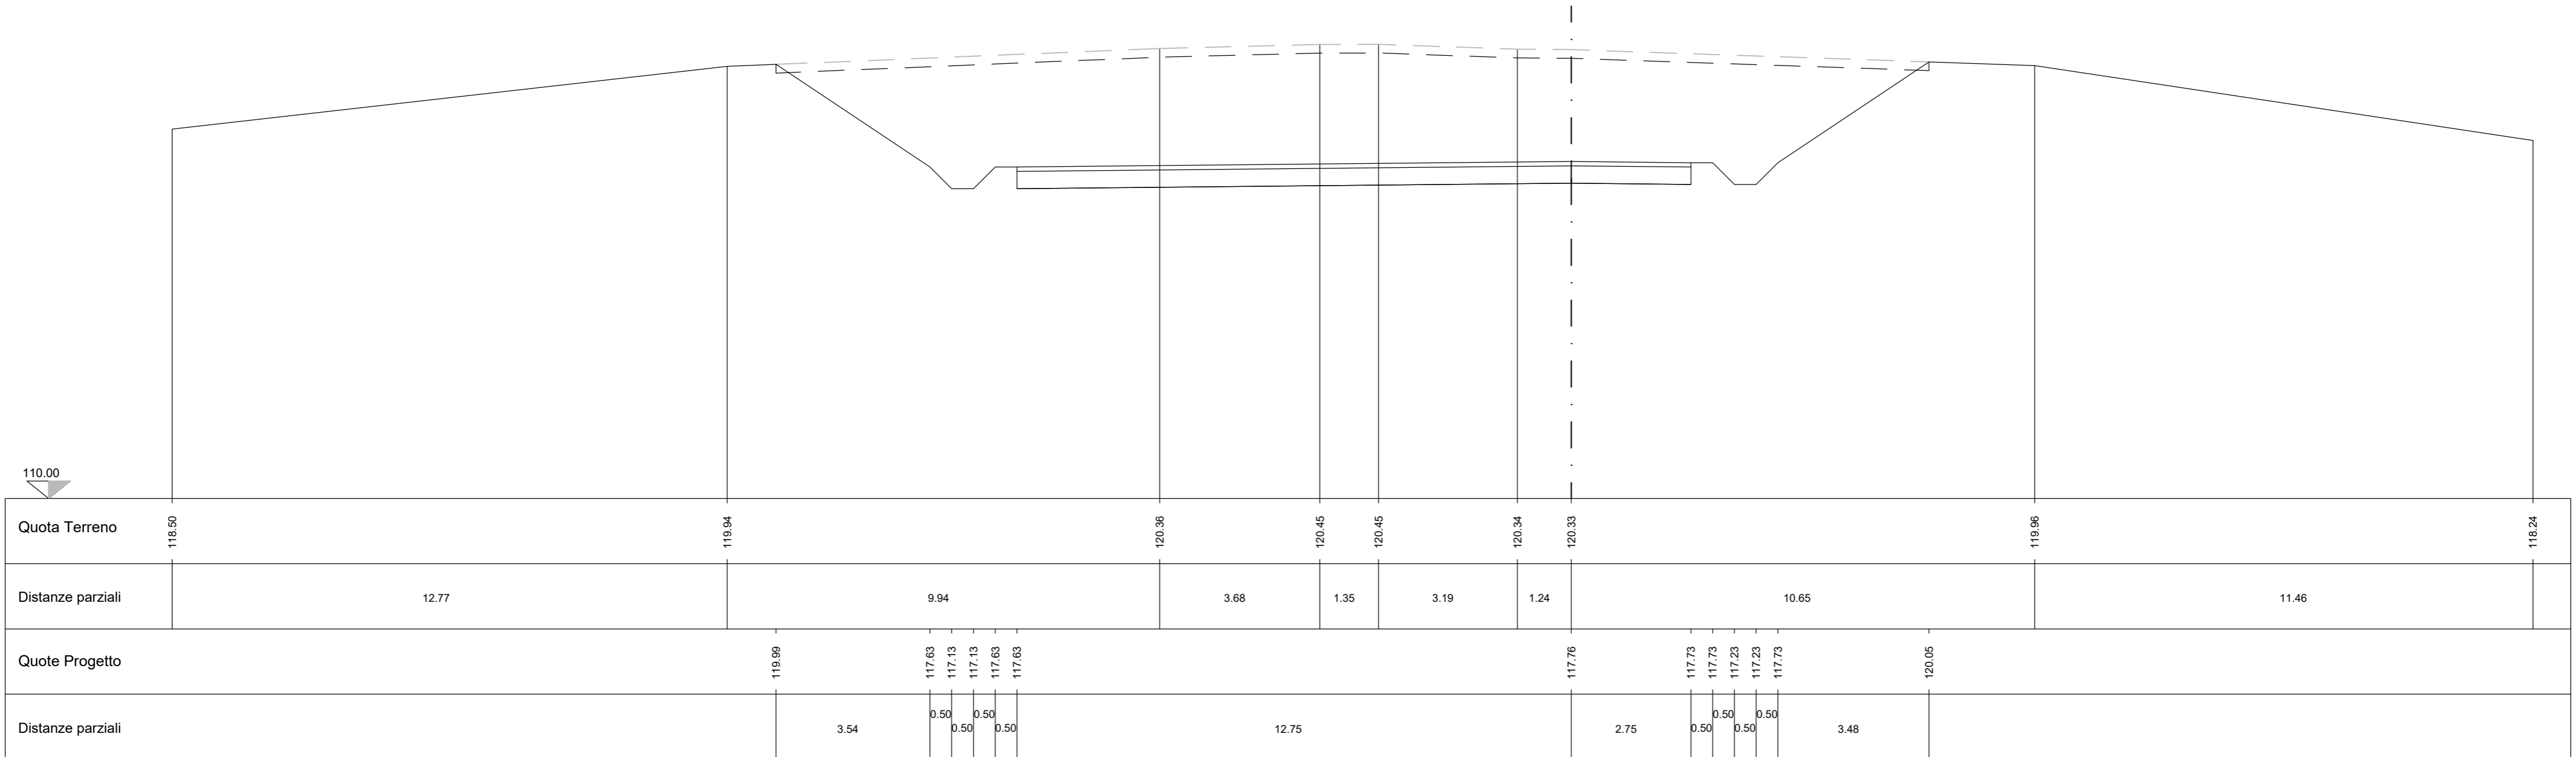 110.00
Quota Terreno
118.50 119.94 120.36 120.45 120.45 120.34 120.33 119.96 118.24
Distanze parziali
12.77 9.94 3.68 1.35 3.19 1.24 10.65 11.46
Quote Progetto
119.99 117.63 117.13 117.13 117.63 117.63 117.76 117.73 117.73 117.23 117.23 117.73 120.05
Distanze parziali
3.54 0.50 0.50 0.50 0.50 12.75 2.75 0.50 0.50 0.50 0.50 3.48